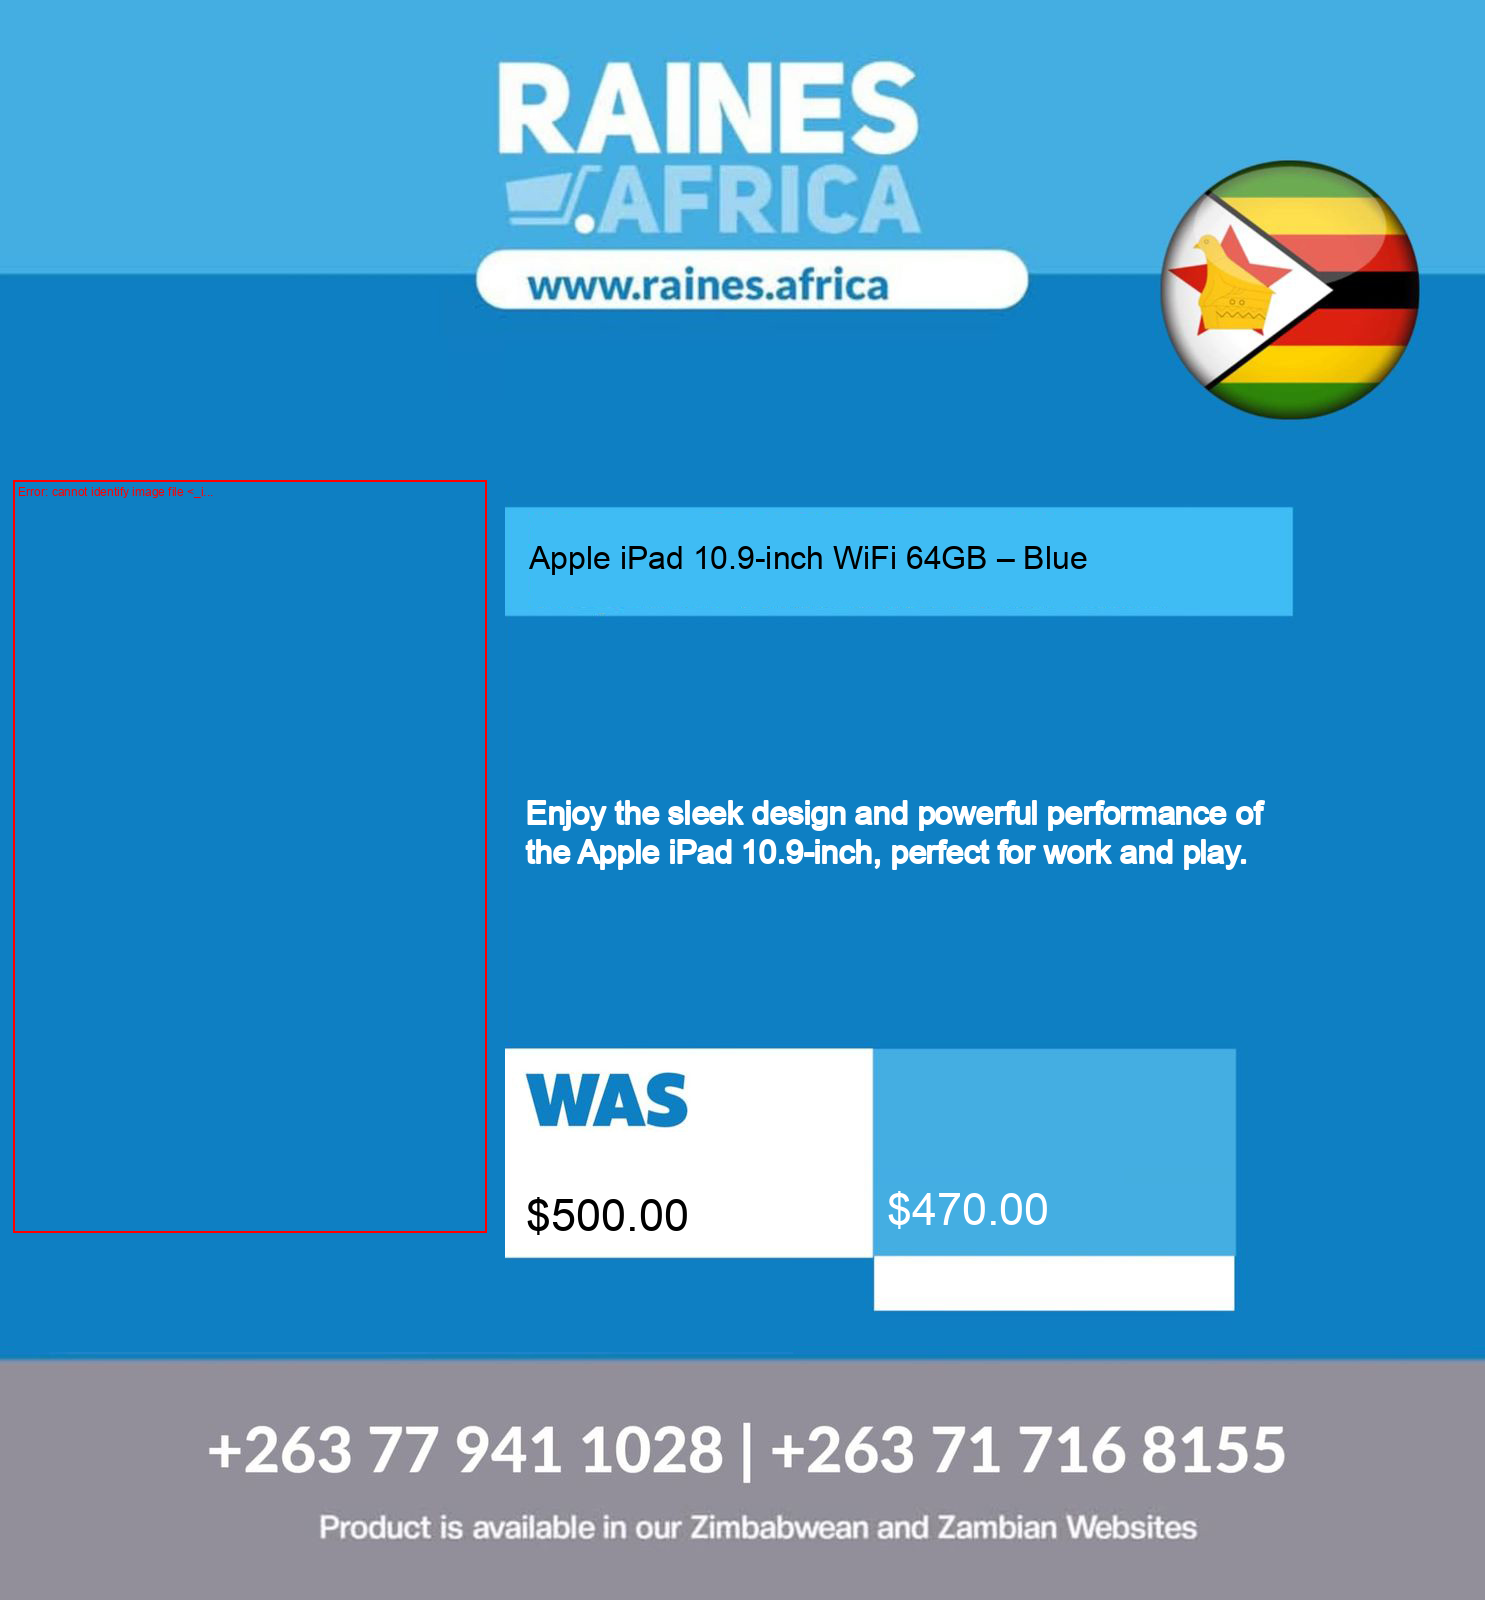 RAINES
.AFRICA
www.raines.africa
Error: cannot identify image file <_i...
Apple iPad 10.9-inch WiFi 64GB – Blue
Enjoy the sleek design and powerful performance of
the Apple iPad 10.9-inch, perfect for work and play.
WAS
$500.00
$470.00
+263 77 941 1028 | +263 71 716 8155
Product is available in our Zimbabwean and Zambian Websites